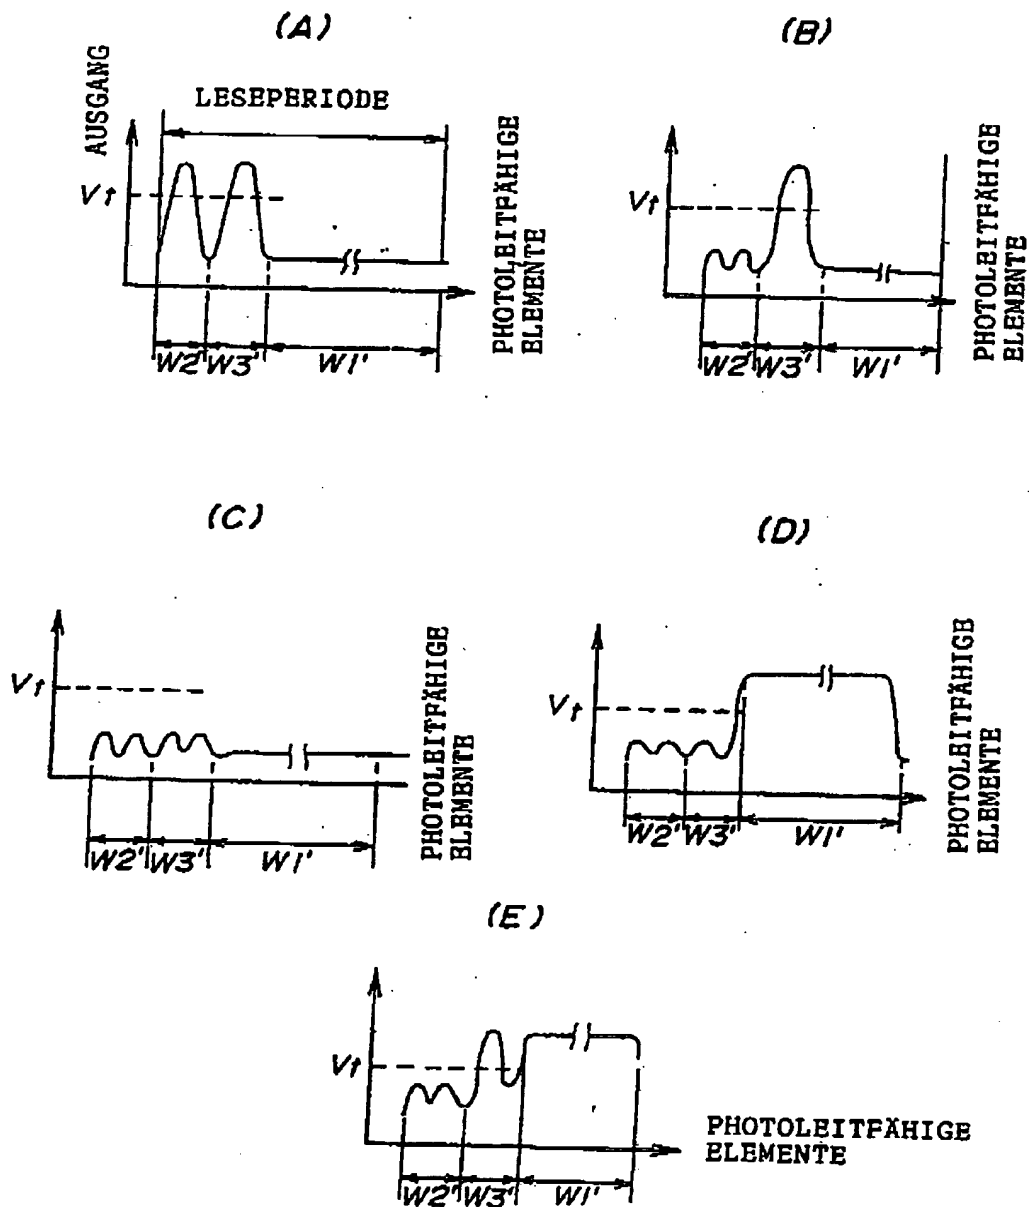 (A)
AUSGANG
LESEPERIODE
Vt
PHOTOLEITFÄHIGE
ELEMENTE
W2'
W3'
W1'
(B)
Vt
PHOTOLEITFÄHIGE
ELEMENTE
W2'
W3'
W1'
(C)
Vt
PHOTOLEITFÄHIGE
ELEMENTE
W2'
W3'
W1'
(D)
Vt
PHOTOLEITFÄHIGE
ELEMENTE
W2'
W3'
W1'
(E)
Vt
PHOTOLEITFÄHIGE
ELEMENTE
W2'
W3'
W1'